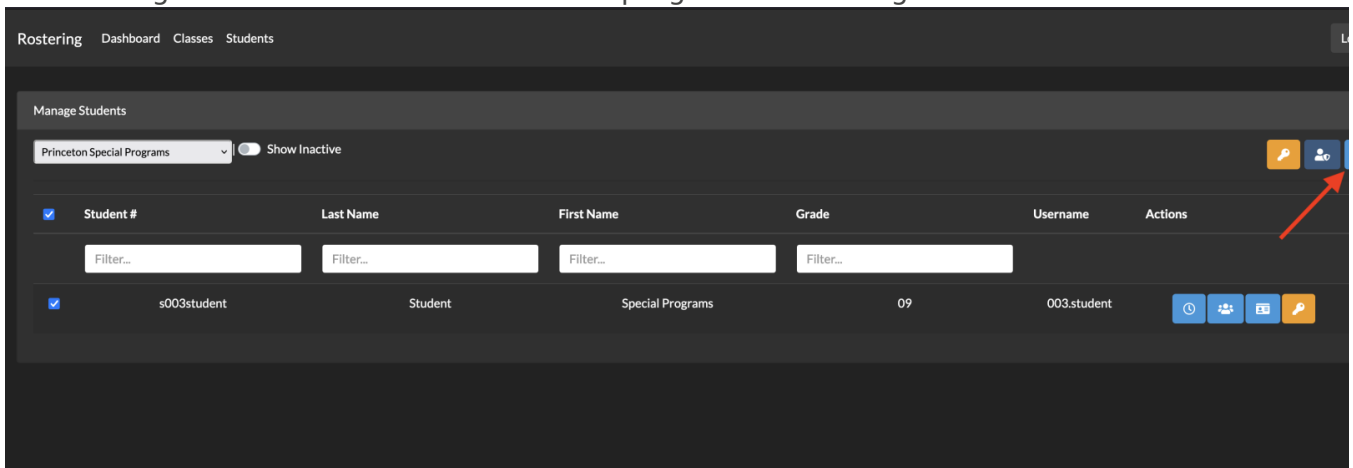 Rostering Dashboard Classes Students
Manage Students
Princeton Special Programs Show Inactive
Student # Last Name First Name Grade Username Actions
Filter... Filter... Filter... Filter...
s003student Student Special Programs 09 003.student